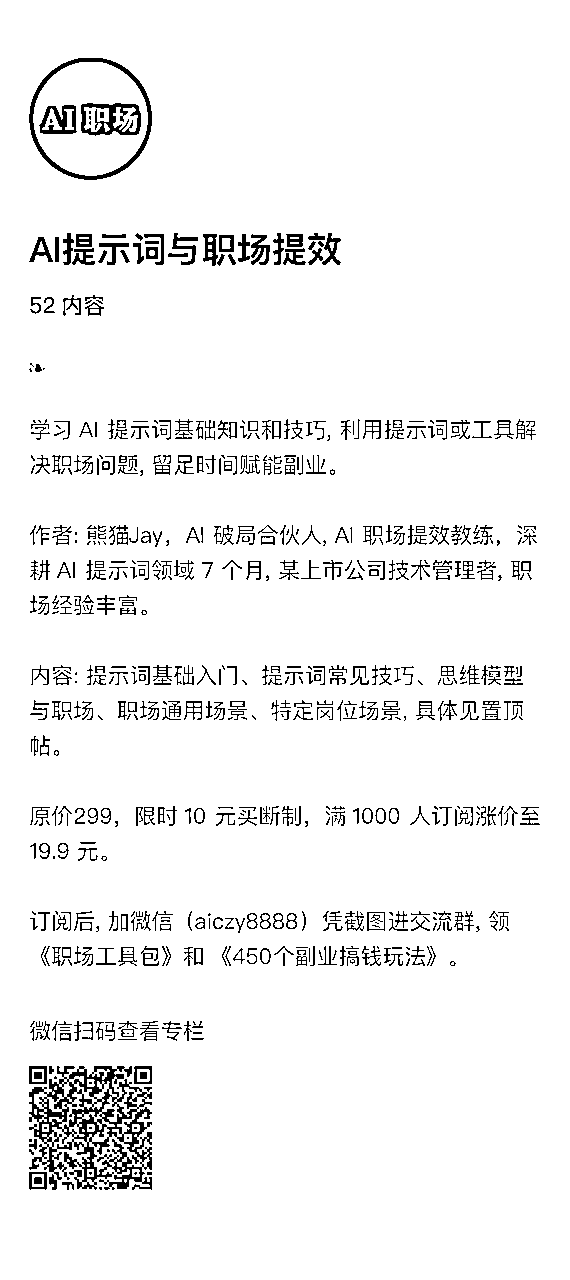 AI 职场
AI提示词与职场提效
52 内容
学习 AI 提示词基础知识和技巧, 利用提示词或工具解
决职场问题, 留足时间赋能副业。
作者: 熊猫Jay，AI 破局合伙人, AI 职场提效教练，深
耕 AI 提示词领域 7 个月, 某上市公司技术管理者, 职
场经验丰富。
内容: 提示词基础入门、提示词常见技巧、思维模型
与职场、职场通用场景、特定岗位场景, 具体见置顶
帖。
原价299，限时 10 元买断制，满 1000 人订阅涨价至
19.9 元。
订阅后, 加微信（aiczy8888）凭截图进交流群, 领
《职场工具包》和 《450个副业搞钱玩法》。
微信扫码查看专栏